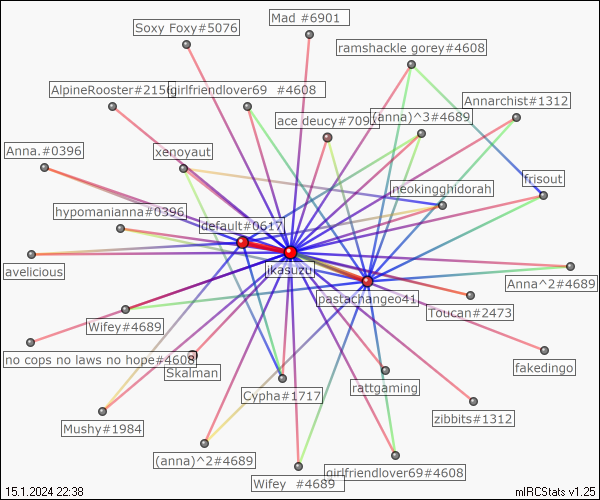 Mad #6901
Soxy Foxy#5076
ramshackle gorey#4608
AlpineRooster#215
girlfriendlover69 #4608
Annarchist#1312
ace deucy#709
(anna)^3#4689
Anna.#0396
xenoyaut
frisout
neokingghidorah
hypomanianna#0396
default#0617
ikasuzu
avelicious
pastachangeo41
Anna^2#4689
Toucan#2473
Wifey#4689
no cops no laws no hope#4608
Skalman
fakedingo
Cypha#1717
rattgaming
zibbits#1312
Mushy#1984
(anna)^2#4689
girlfriendlover69#4608
Wifey #4689
15.1.2024 22:38
mIRCStats v1.25